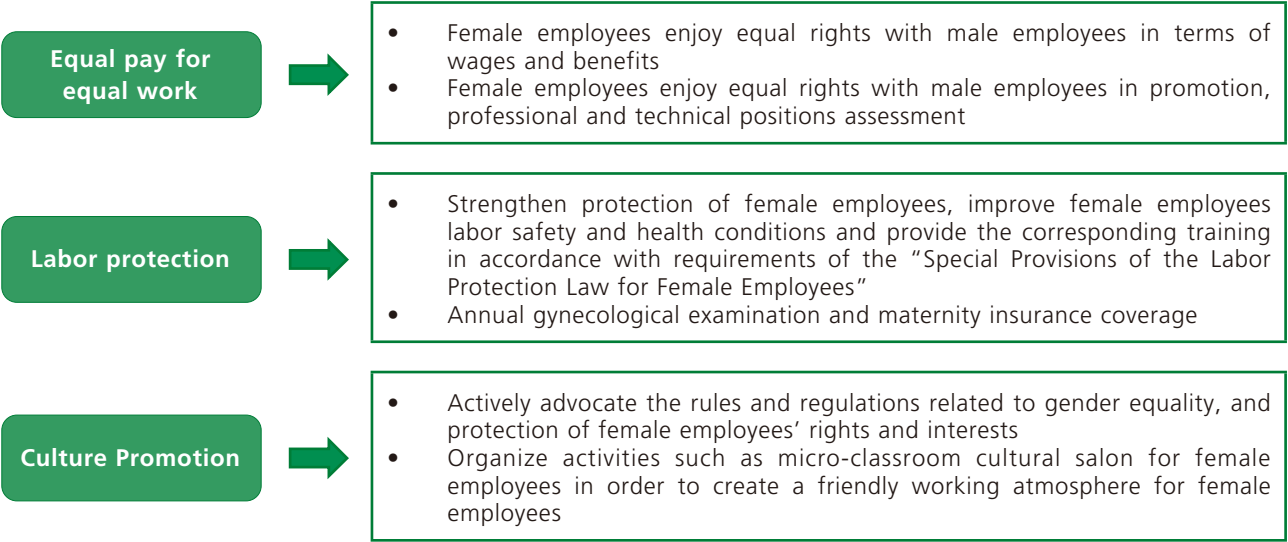 Equal pay for
equal work
• Female employees enjoy equal rights with male employees in terms of
wages and benefits
• Female employees enjoy equal rights with male employees in promotion,
professional and technical positions assessment
Labor protection
• Strengthen protection of female employees, improve female employees
labor safety and health conditions and provide the corresponding training
in accordance with requirements of the “Special Provisions of the Labor
Protection Law for Female Employees”
• Annual gynecological examination and maternity insurance coverage
Culture Promotion
• Actively advocate the rules and regulations related to gender equality, and
protection of female employees’ rights and interests
• Organize activities such as micro-classroom cultural salon for female
employees in order to create a friendly working atmosphere for female
employees